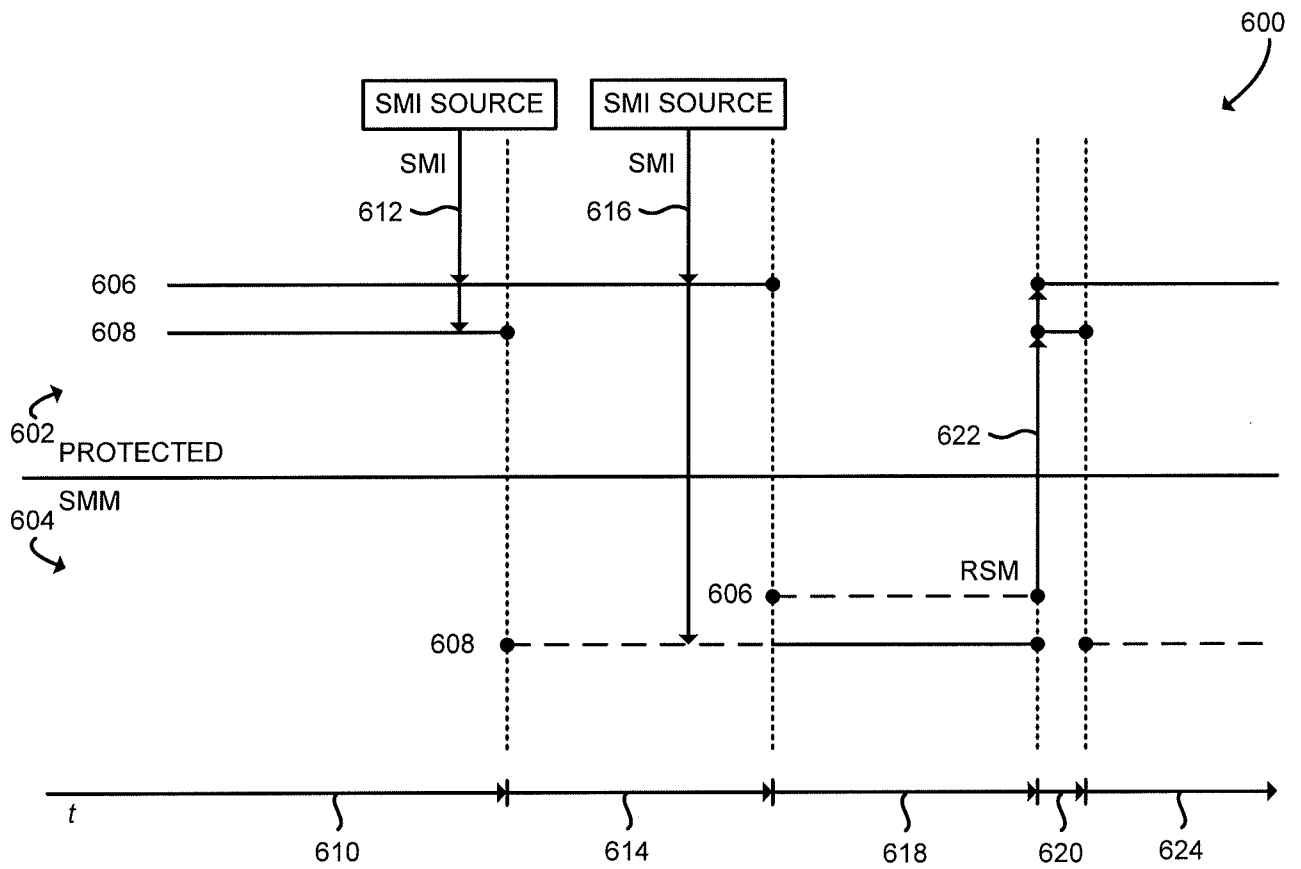 600
SMI SOURCE SMI SOURCE
SMI SMI
612 616
606
608
602 PROTECTED
622
604 SMM
606 RSM
608
t
610 614 618 620 624